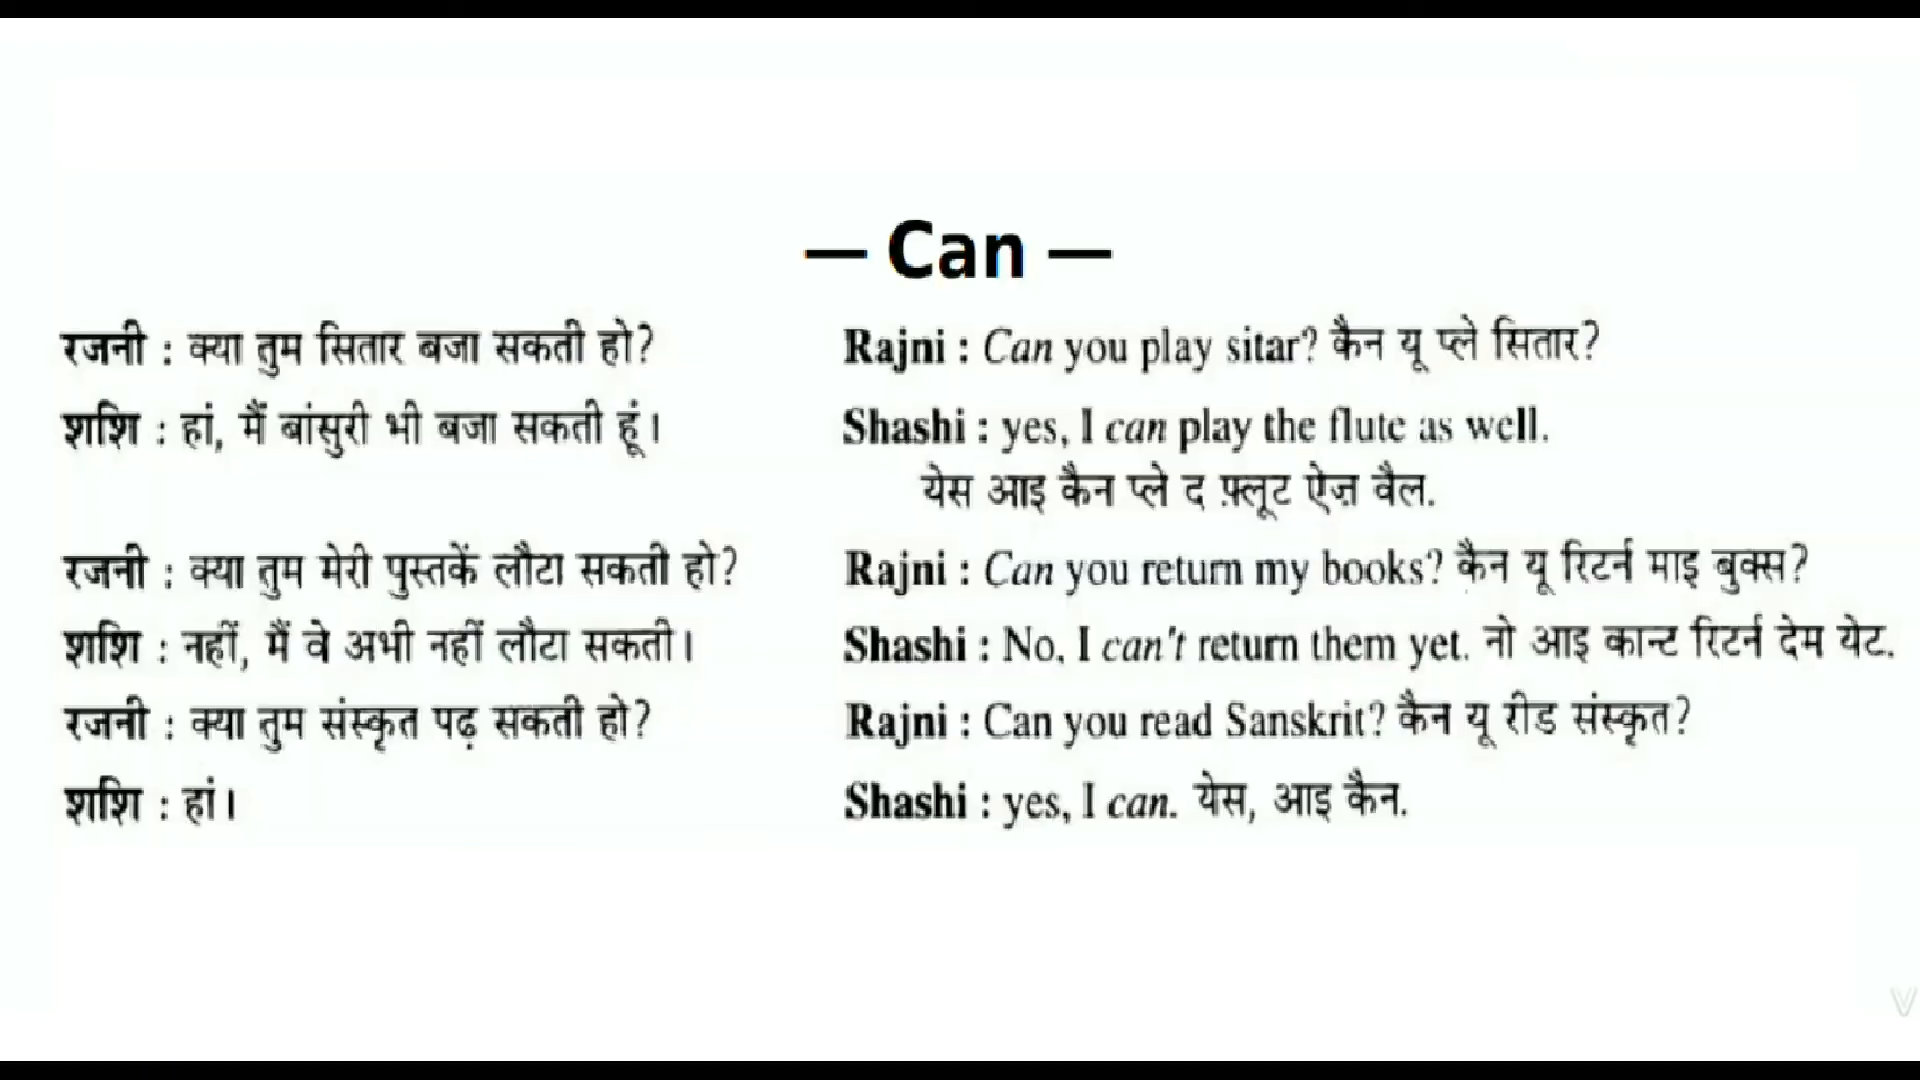 — Can —
रजनी : क्या तुम सितार बजा सकती हो? Rajni : Can you play sitar? कैन यू प्ले सितार?
शशि : हां, मैं बांसुरी भी बजा सकती हूं। Shashi : yes, I can play the flute as well.
येस आइ कैन प्ले द फ़्लूट ऐज़ वैल.
रजनी : क्या तुम मेरी पुस्तकें लौटा सकती हो? Rajni : Can you return my books? कैन यू रिटर्न माइ बुक्स?
शशि : नहीं, मैं वे अभी नहीं लौटा सकती। Shashi : No, I can't return them yet. नो आइ कान्ट रिटर्न देम येट.
रजनी : क्या तुम संस्कृत पढ़ सकती हो? Rajni : Can you read Sanskrit? कैन यू रीड संस्कृत?
शशि : हां। Shashi : yes, I can. येस, आइ कैन.
V